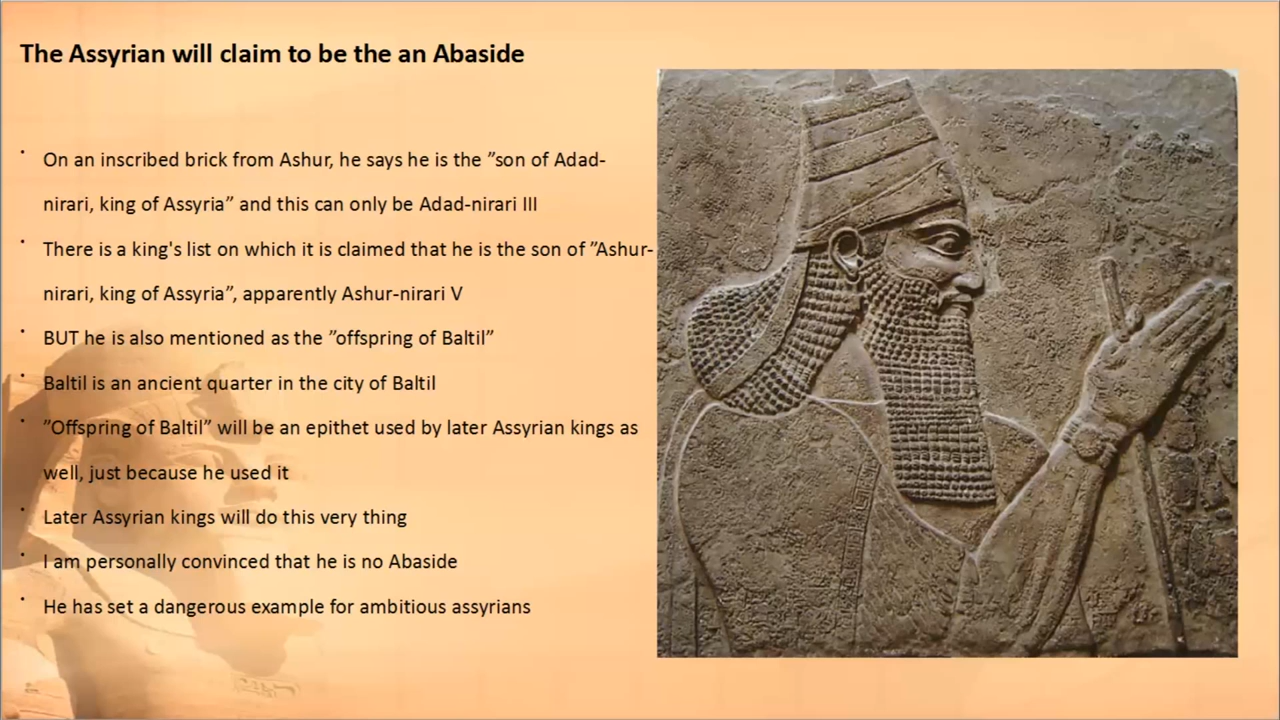 The Assyrian will claim to be the an Abaside
• On an inscribed brick from Ashur, he says he is the ”son of Adad-
nirari, king of Assyria” and this can only be Adad-nirari III
• There is a king's list on which it is claimed that he is the son of ”Ashur-
nirari, king of Assyria”, apparently Ashur-nirari V
• BUT he is also mentioned as the ”offspring of Baltil”
• Baltil is an ancient quarter in the city of Baltil
• ”Offspring of Baltil” will be an epithet used by later Assyrian kings as
well, just because he used it
• Later Assyrian kings will do this very thing
• I am personally convinced that he is no Abaside
• He has set a dangerous example for ambitious assyrians